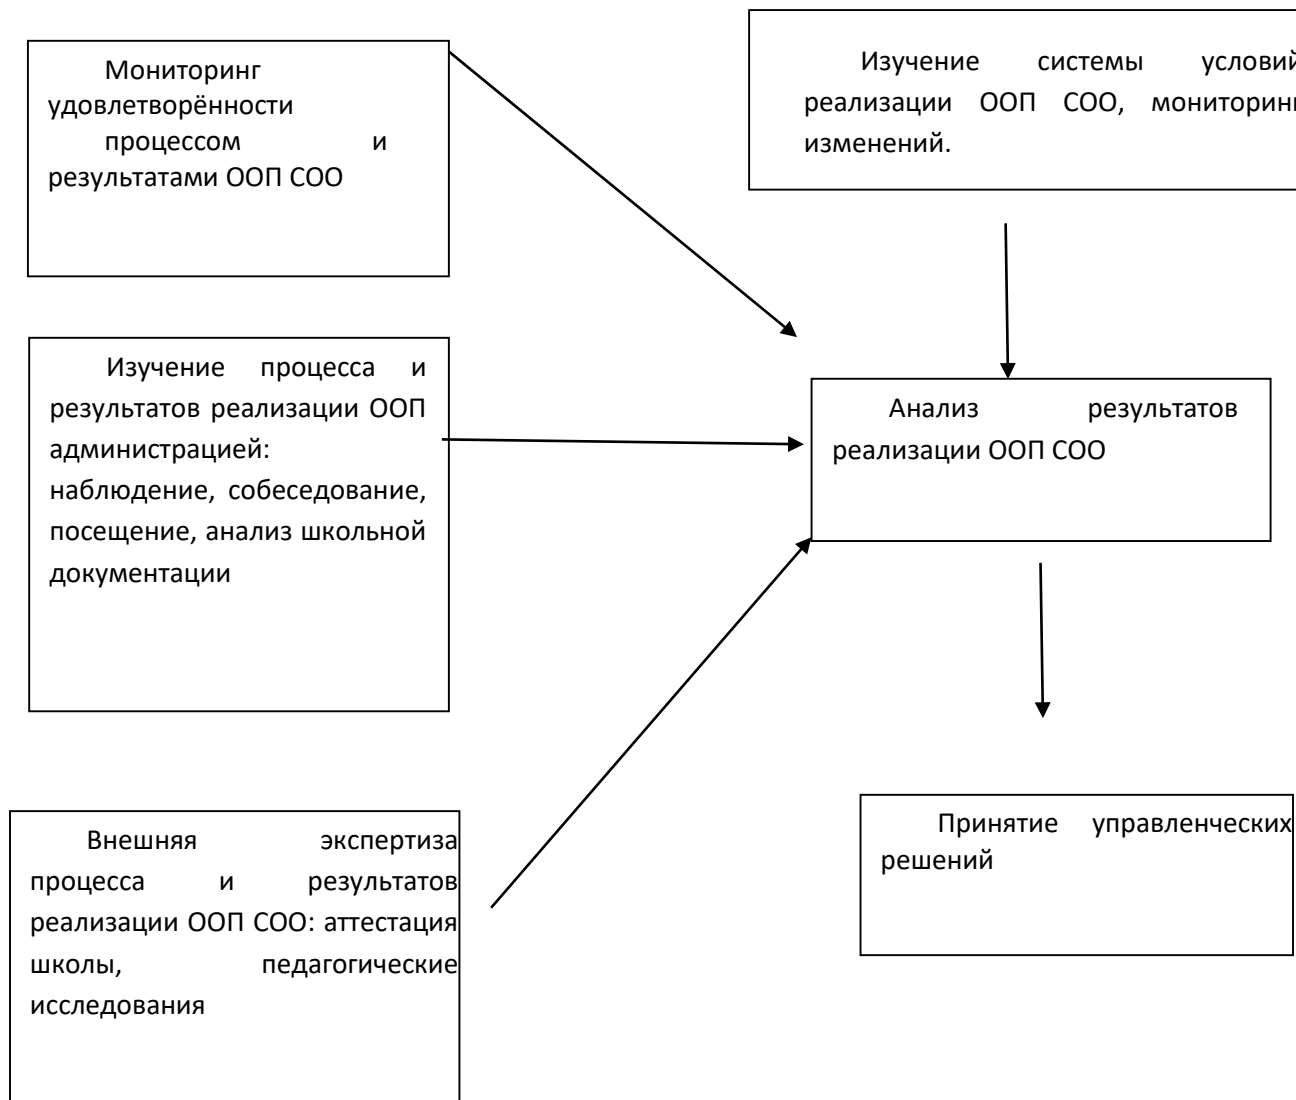 Мониторинг
удовлетворённости
процессом и
результатами ООП СОО
Изучение системы условий
реализации ООП СОО, мониторинг
изменений.
Изучение процесса и
результатов реализации ООП
администрацией:
наблюдение, собеседование,
посещение, анализ школьной
документации
Анализ результатов
реализации ООП СОО
Внешняя экспертиза
процесса и результатов
реализации ООП СОО: аттестация
школы, педагогические
исследования
Принятие управленческих
решений